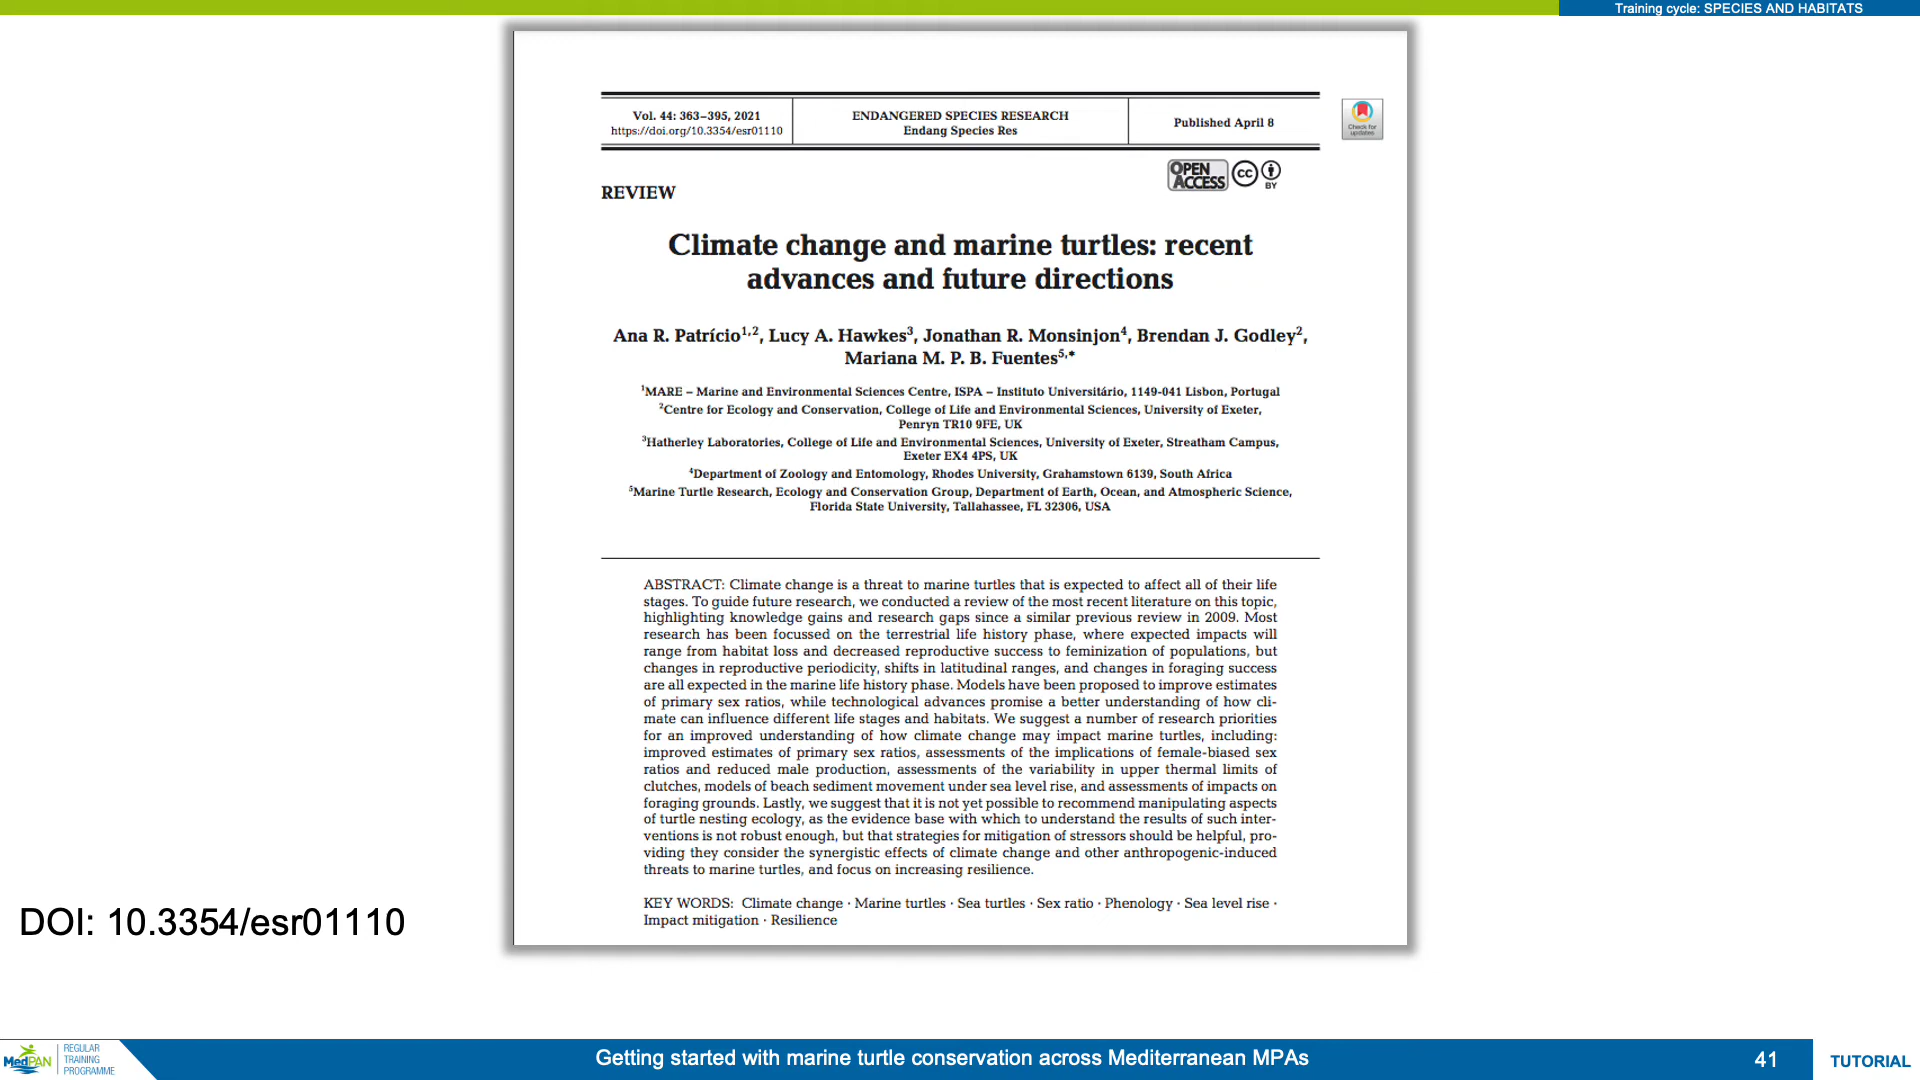 Training cycle: SPECIES AND HABITATS
Vol. 44: 363–395, 2021
https://doi.org/10.3354/esr01110
ENDANGERED SPECIES RESEARCH
Endang Species Res
Published April 8
Check for
updates
OPEN
ACCESS
CC
BY
REVIEW
Climate change and marine turtles: recent
advances and future directions
Ana R. Patrício1,2, Lucy A. Hawkes3, Jonathan R. Monsinjon4, Brendan J. Godley2,
Mariana M. P. B. Fuentes5,*
1MARE – Marine and Environmental Sciences Centre, ISPA – Instituto Universitário, 1149-041 Lisbon, Portugal
2Centre for Ecology and Conservation, College of Life and Environmental Sciences, University of Exeter,
Penryn TR10 9FE, UK
3Hatherley Laboratories, College of Life and Environmental Sciences, University of Exeter, Streatham Campus,
Exeter EX4 4PS, UK
4Department of Zoology and Entomology, Rhodes University, Grahamstown 6139, South Africa
5Marine Turtle Research, Ecology and Conservation Group, Department of Earth, Ocean, and Atmospheric Science,
Florida State University, Tallahassee, FL 32306, USA
ABSTRACT: Climate change is a threat to marine turtles that is expected to affect all of their life
stages. To guide future research, we conducted a review of the most recent literature on this topic,
highlighting knowledge gains and research gaps since a similar previous review in 2009. Most
research has been focussed on the terrestrial life history phase, where expected impacts will
range from habitat loss and decreased reproductive success to feminization of populations, but
changes in reproductive periodicity, shifts in latitudinal ranges, and changes in foraging success
are all expected in the marine life history phase. Models have been proposed to improve estimates
of primary sex ratios, while technological advances promise a better understanding of how cli-
mate can influence different life stages and habitats. We suggest a number of research priorities
for an improved understanding of how climate change may impact marine turtles, including:
improved estimates of primary sex ratios, assessments of the implications of female-biased sex
ratios and reduced male production, assessments of the variability in upper thermal limits of
clutches, models of beach sediment movement under sea level rise, and assessments of impacts on
foraging grounds. Lastly, we suggest that it is not yet possible to recommend manipulating aspects
of turtle nesting ecology, as the evidence base with which to understand the results of such inter-
ventions is not robust enough, but that strategies for mitigation of stressors should be helpful, pro-
viding they consider the synergistic effects of climate change and other anthropogenic-induced
threats to marine turtles, and focus on increasing resilience.
KEY WORDS: Climate change · Marine turtles · Sea turtles · Sex ratio · Phenology · Sea level rise ·
Impact mitigation · Resilience
DOI: 10.3354/esr01110
MedPAN
REGULAR
TRAINING
PROGRAMME
Getting started with marine turtle conservation across Mediterranean MPAs
41
TUTORIAL